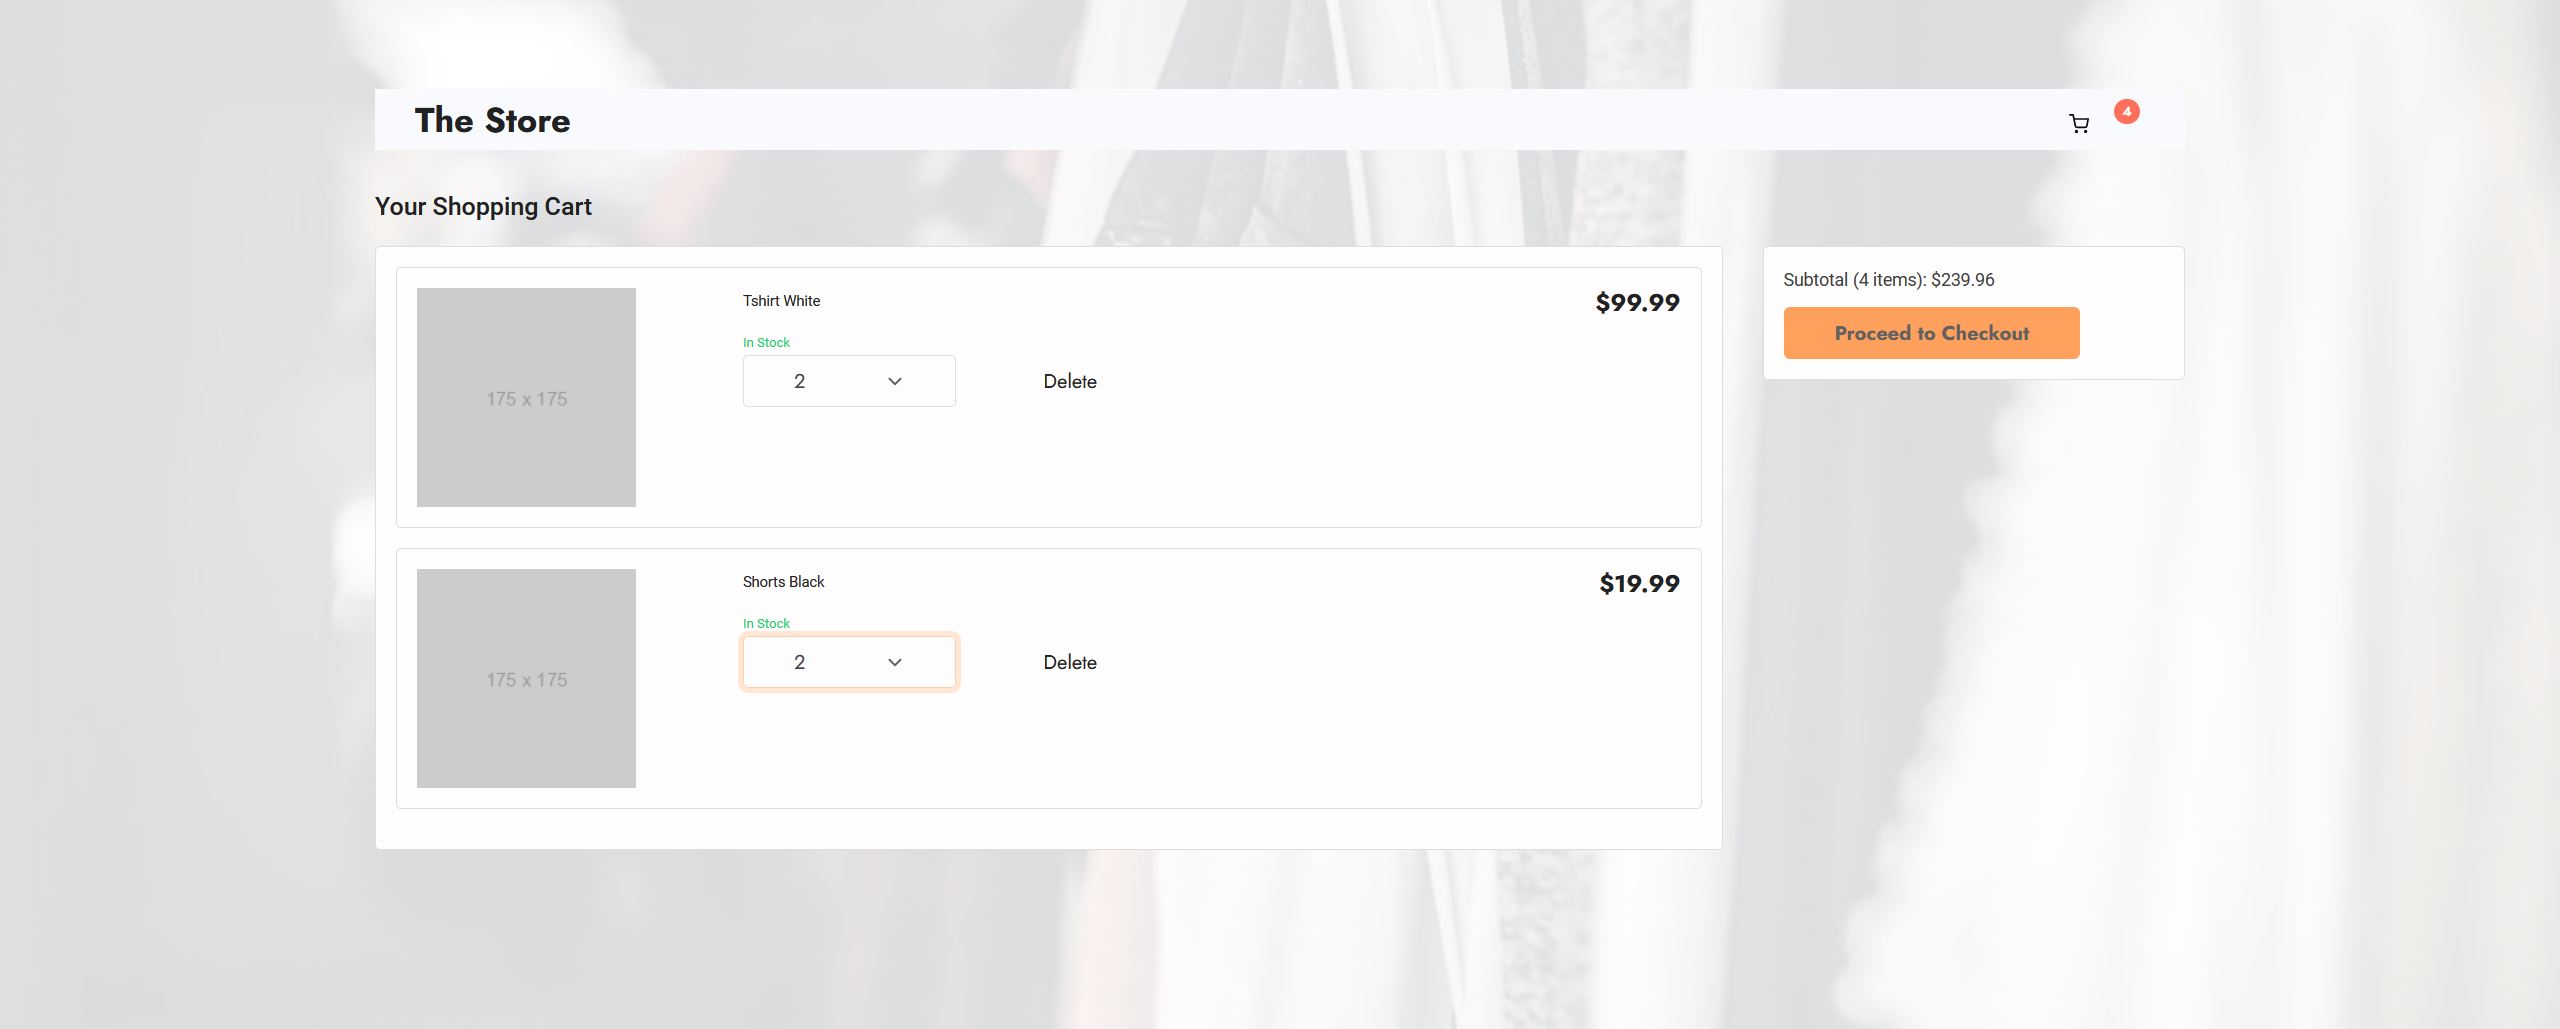 The Store
4
Your Shopping Cart
175 x 175
Tshirt White
$99.99
In Stock
2
Delete
175 x 175
Shorts Black
$19.99
In Stock
2
Delete
Subtotal (4 items): $239.96
Proceed to Checkout